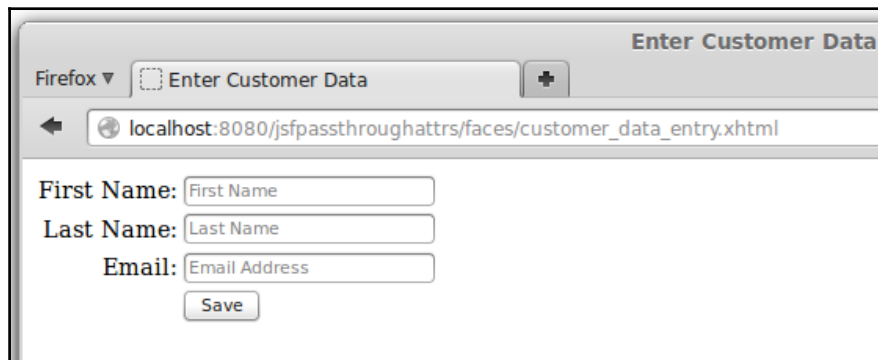 Enter Customer Data
Firefox Enter Customer Data
localhost:8080/jsfpassthroughattrs/faces/customer_data_entry.xhtml
First Name: First Name
Last Name: Last Name
Email: Email Address
Save